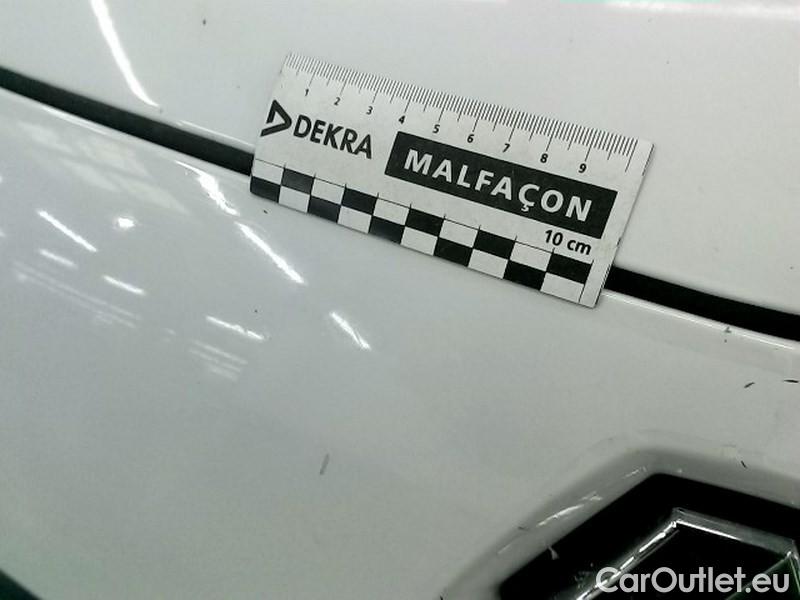 1 2 3 4 5 6 7 8 9
DEKRA
MALFAÇON
10 cm
CarOutlet.eu